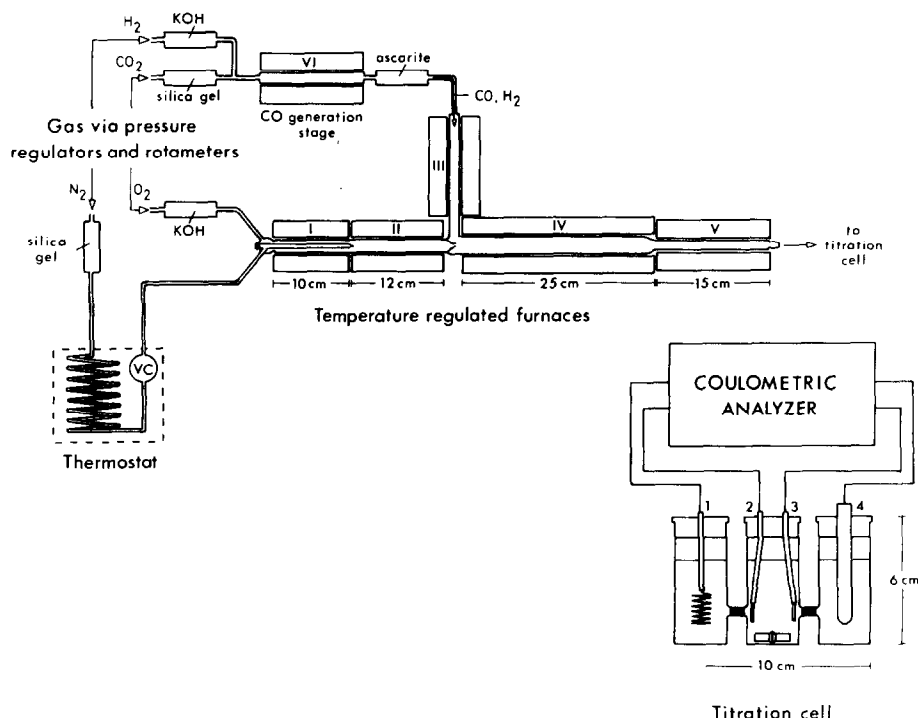 H2
KOH
CO2
silica gel
VI
ascarite
CO generation
stage
CO, H2
Gas via pressure
regulators and rotameters
III
N2
O2
KOH
silica
gel
I
II
IV
V
to
titration
cell
10 cm
12 cm
25 cm
15 cm
Temperature regulated furnaces
VC
Thermostat
COULOMETRIC
ANALYZER
1
2
3
4
6 cm
10 cm
Titration cell